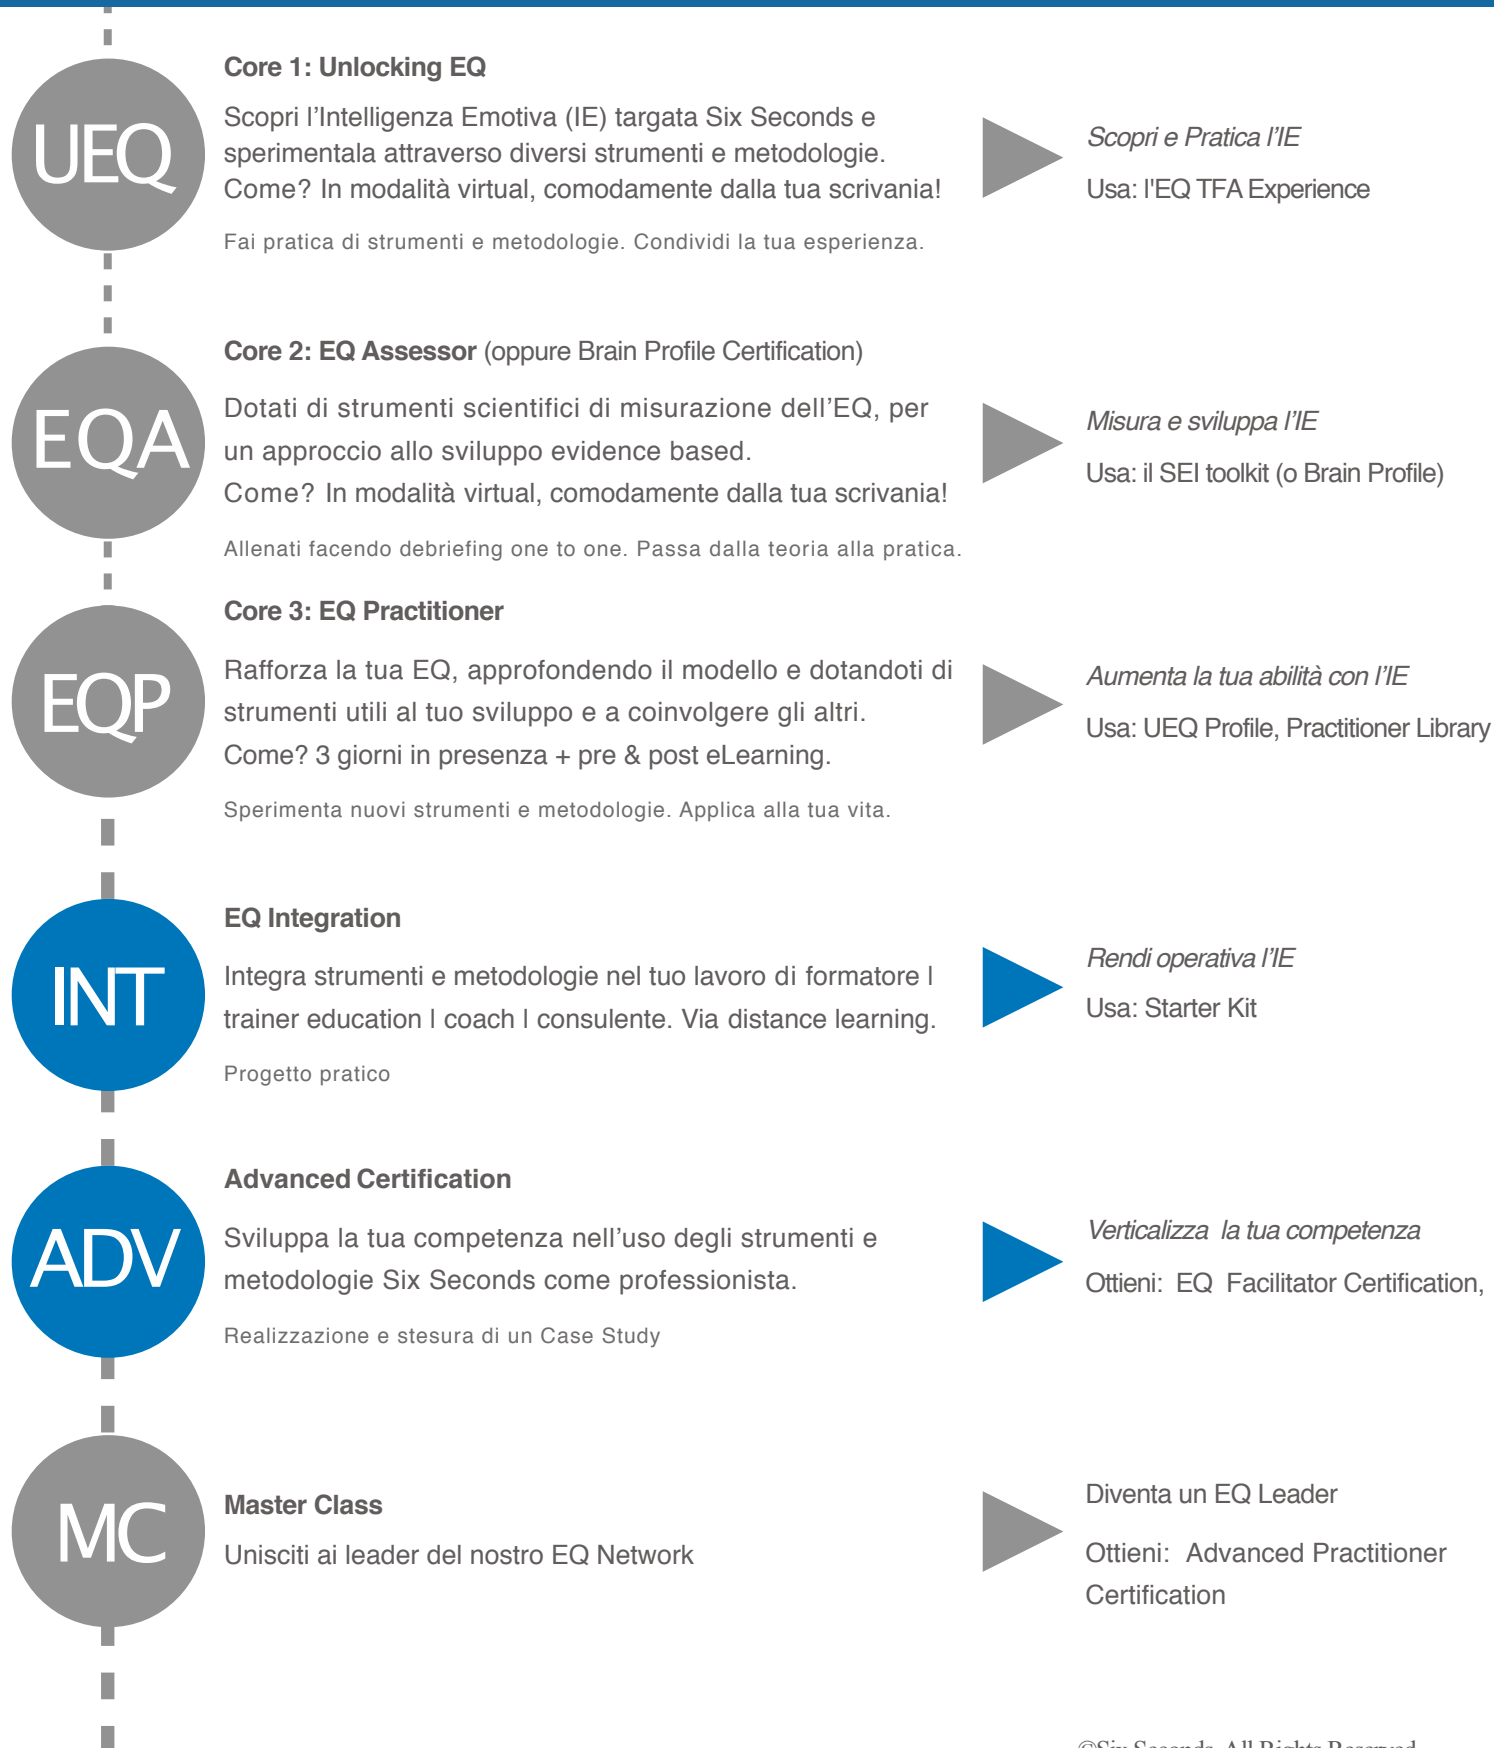 UEQ
Core 1: Unlocking EQ
Scopri l’Intelligenza Emotiva (IE) targata Six Seconds e
sperimentala attraverso diversi strumenti e metodologie.
Come? In modalità virtual, comodamente dalla tua scrivania!
Fai pratica di strumenti e metodologie. Condividi la tua esperienza.
Scopri e Pratica l’IE
Usa: l'EQ TFA Experience
EQA
Core 2: EQ Assessor (oppure Brain Profile Certification)
Dotati di strumenti scientifici di misurazione dell’EQ, per
un approccio allo sviluppo evidence based.
Come? In modalità virtual, comodamente dalla tua scrivania!
Allenati facendo debriefing one to one. Passa dalla teoria alla pratica.
Misura e sviluppa l’IE
Usa: il SEI toolkit (o Brain Profile)
EQP
Core 3: EQ Practitioner
Rafforza la tua EQ, approfondendo il modello e dotandoti di
strumenti utili al tuo sviluppo e a coinvolgere gli altri.
Come? 3 giorni in presenza + pre & post eLearning.
Sperimenta nuovi strumenti e metodologie. Applica alla tua vita.
Aumenta la tua abilità con l’IE
Usa: UEQ Profile, Practitioner Library
INT
EQ Integration
Integra strumenti e metodologie nel tuo lavoro di formatore l
trainer education l coach l consulente. Via distance learning.
Progetto pratico
Rendi operativa l’IE
Usa: Starter Kit
ADV
Advanced Certification
Sviluppa la tua competenza nell’uso degli strumenti e
metodologie Six Seconds come professionista.
Realizzazione e stesura di un Case Study
Verticalizza la tua competenza
Ottieni: EQ Facilitator Certification,
MC
Master Class
Unisciti ai leader del nostro EQ Network
Diventa un EQ Leader
Ottieni: Advanced Practitioner
Certification
©Six Seconds. All Rights Reserved